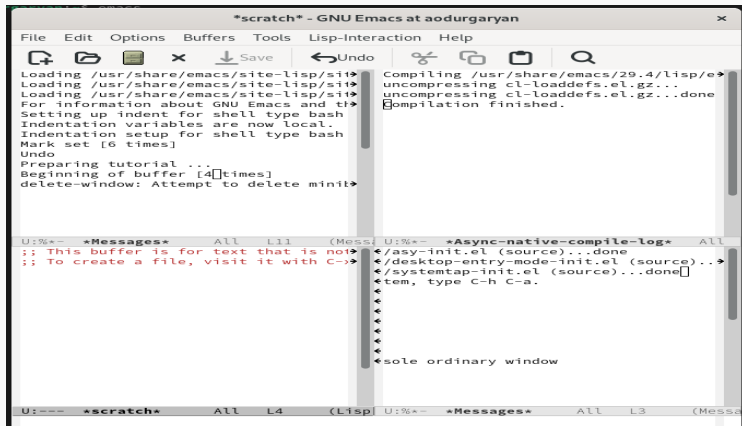 *scratch* - GNU Emacs at aodurgaryan
File Edit Options Buffers Tools Lisp-Interaction Help
Save Undo
Loading /usr/share/emacs/site-lisp/sit
Loading /usr/share/emacs/site-lisp/sit
Loading /usr/share/emacs/site-lisp/sit
For information about GNU Emacs and th
Setting up indent for shell type bash
Indentation variables are now local.
Indentation setup for shell type bash
Mark set [6 times]
Undo
Preparing tutorial ...
Beginning of buffer [4 times]
delete-window: Attempt to delete minib
U:%*- *Messages* All L11 (Mess
Compiling /usr/share/emacs/29.4/lisp/e
uncompressing cl-loaddefs.el.gz...
uncompressing cl-loaddefs.el.gz...done
Compilation finished.
U:%*- *Async-native-compile-log* All
;; This buffer is for text that is not
;; To create a file, visit it with C-x
U:--- *scratch* All L4 (Lisp
/asy-init.el (source)...done
/desktop-entry-mode-init.el (source)..
/systemtap-init.el (source)...done
tem, type C-h C-a.
sole ordinary window
U:%*- *Messages* All L3 (Messa